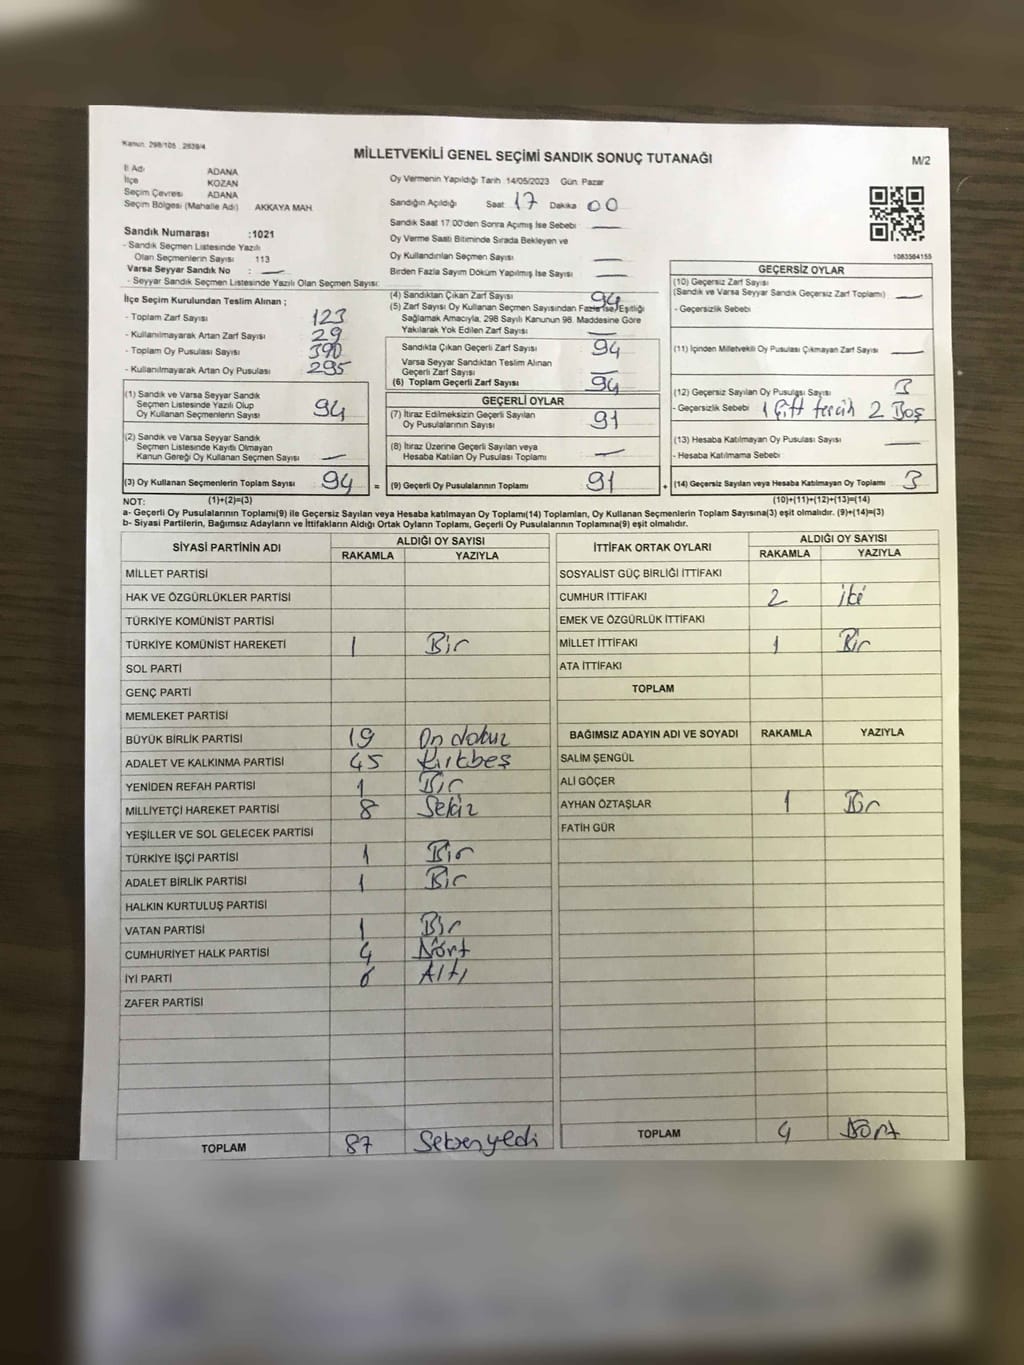 Kanun: 298/105 , 2839/4
MİLLETVEKİLİ GENEL SEÇİMİ SANDIK SONUÇ TUTANAĞI
M/2
İl Adı ADANA
İlçe KOZAN
Seçim Çevresi ADANA
Seçim Bölgesi (Mahalle Adı) AKKAYA MAH.
Sandık Numarası :1021
- Sandık Seçmen Listesinde Yazılı
Olan Seçmenlerin Sayısı 113
Varsa Seyyar Sandık No : —
- Seyyar Sandık Seçmen Listesinde Yazılı Olan Seçmen Sayısı:
Oy Vermenin Yapıldığı Tarih 14/05/2023 Gün Pazar
Sandığın Açıldığı Saat 17 Dakika 00
Sandık Saat 17:00'den Sonra Açımış İse Sebebi —
Oy Verme Saati Bitiminde Sırada Bekleyen ve
Oy Kullandırılan Seçmen Sayısı —
Birden Fazla Sayım Döküm Yapılmış İse Sayısı —
1083564155
İlçe Seçim Kurulundan Teslim Alınan ;
- Toplam Zarf Sayısı 123
- Kullanılmayarak Artan Zarf Sayısı 29
- Toplam Oy Pusulası Sayısı 390
- Kullanılmayarak Artan Oy Pusulası 295
(1) Sandık ve Varsa Seyyar Sandık
Seçmen Listesinde Yazılı Olup
Oy Kullanan Seçmenlerin Sayısı 94
(2) Sandık ve Varsa Seyyar Sandık
Seçmen Listesinde Kayıtlı Olmayan
Kanun Gereği Oy Kullanan Seçmen Sayısı —
(3) Oy Kullanan Seçmenlerin Toplam Sayısı 94 =
(1)+(2)=(3)
(4) Sandıktan Çıkan Zarf Sayısı 94
(5) Zarf Sayısı Oy Kullanan Seçmen Sayısından Fazla İse, Eşitliği
Sağlamak Amacıyla, 298 Sayılı Kanunun 98. Maddesine Göre
Yakılarak Yok Edilen Zarf Sayısı —
Sandıkta Çıkan Geçerli Zarf Sayısı 94
Varsa Seyyar Sandıktan Teslim Alınan
Geçerli Zarf Sayısı —
(6) Toplam Geçerli Zarf Sayısı 94
GEÇERLİ OYLAR
(7) İtiraz Edilmeksizin Geçerli Sayılan
Oy Pusulalarının Sayısı 91
(8) İtiraz Üzerine Geçerli Sayılan veya
Hesaba Katılan Oy Pusulası Toplamı —
(9) Geçerli Oy Pusulalarının Toplamı 91 +
GEÇERSİZ OYLAR
(10) Geçersiz Zarf Sayısı
(Sandık ve Varsa Seyyar Sandık Geçersiz Zarf Toplamı) —
- Geçersizlik Sebebi
(11) İçinden Milletvekili Oy Pusulası Çıkmayan Zarf Sayısı —
(12) Geçersiz Sayılan Oy Pusulası Sayısı 3
- Geçersizlik Sebebi 1 Çift tercih 2 Boş
(13) Hesaba Katılmayan Oy Pusulası Sayısı —
- Hesaba Katılmama Sebebi
(14) Geçersiz Sayılan veya Hesaba Katılmayan Oy Toplamı 3
(10)+(11)+(12)+(13)=(14)
NOT:
a- Geçerli Oy Pusulalarının Toplamı(9) ile Geçersiz Sayılan veya Hesaba katılmayan Oy Toplamı(14) Toplamları, Oy Kullanan Seçmenlerin Toplam Sayısına(3) eşit olmalıdır. (9)+(14)=(3)
b- Siyasi Partilerin, Bağımsız Adayların ve İttifakların Aldığı Ortak Oyların Toplamı, Geçerli Oy Pusulalarının Toplamına(9) eşit olmalıdır.
SİYASİ PARTİNİN ADI ALDIĞI OY SAYISI
RAKAMLA YAZIYLA
MİLLET PARTİSİ
HAK VE ÖZGÜRLÜKLER PARTİSİ
TÜRKİYE KOMÜNİST PARTİSİ
TÜRKİYE KOMÜNİST HAREKETİ 1 Bir
SOL PARTİ
GENÇ PARTİ
MEMLEKET PARTİSİ
BÜYÜK BİRLİK PARTİSİ 19 On dokuz
ADALET VE KALKINMA PARTİSİ 45 Kırkbeş
YENİDEN REFAH PARTİSİ 1 Bir
MİLLİYETÇİ HAREKET PARTİSİ 8 Sekiz
YEŞİLLER VE SOL GELECEK PARTİSİ
TÜRKİYE İŞÇİ PARTİSİ 1 Bir
ADALET BİRLİK PARTİSİ 1 Bir
HALKIN KURTULUŞ PARTİSİ
VATAN PARTİSİ 1 Bir
CUMHURİYET HALK PARTİSİ 4 Dört
İYİ PARTİ 6 Altı
ZAFER PARTİSİ
TOPLAM 87 Seksenyedi
İTTİFAK ORTAK OYLARI ALDIĞI OY SAYISI
RAKAMLA YAZIYLA
SOSYALİST GÜÇ BİRLİĞİ İTTİFAKI
CUMHUR İTTİFAKI 2 iki
EMEK VE ÖZGÜRLÜK İTTİFAKI
MİLLET İTTİFAKI 1 Bir
ATA İTTİFAKI
TOPLAM
BAĞIMSIZ ADAYIN ADI VE SOYADI RAKAMLA YAZIYLA
SALİM ŞENGÜL
ALİ GÖÇER
AYHAN ÖZTAŞLAR 1 Bir
FATİH GÜR
TOPLAM 4 Dört